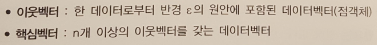 • 이웃벡터 : 한 데이터로부터 반경 ε의 원안에 포함된 데이터벡터(점객체)
• 핵심벡터 : n개 이상의 이웃벡터를 갖는 데이터벡터